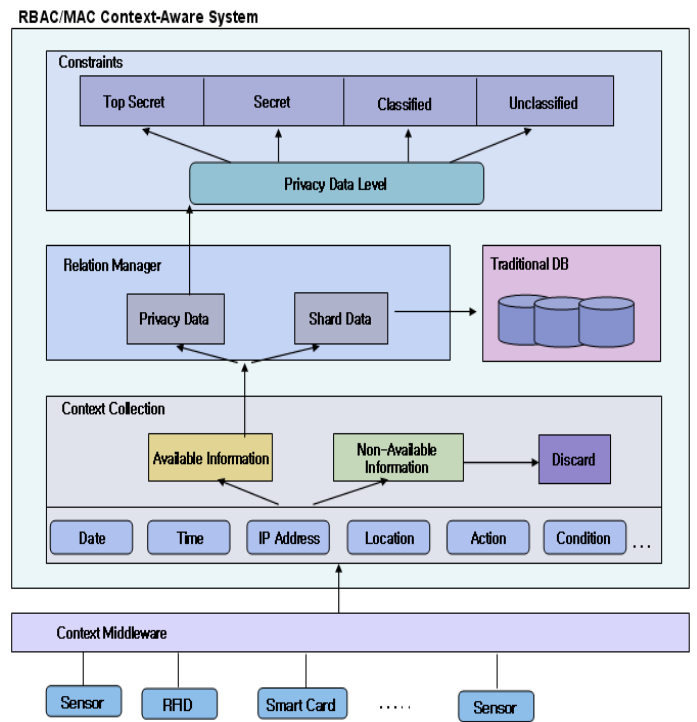 RBAC/MAC Context-Aware System
Constraints
Top Secret
Secret
Classified
Unclassified
Privacy Data Level
Relation Manager
Privacy Data
Shard Data
Traditional DB
Context Collection
Available Information
Non-Available
Information
Discard
Date
Time
IP Address
Location
Action
Condition
...
Context Middleware
Sensor
RFID
Smart Card
.....
Sensor